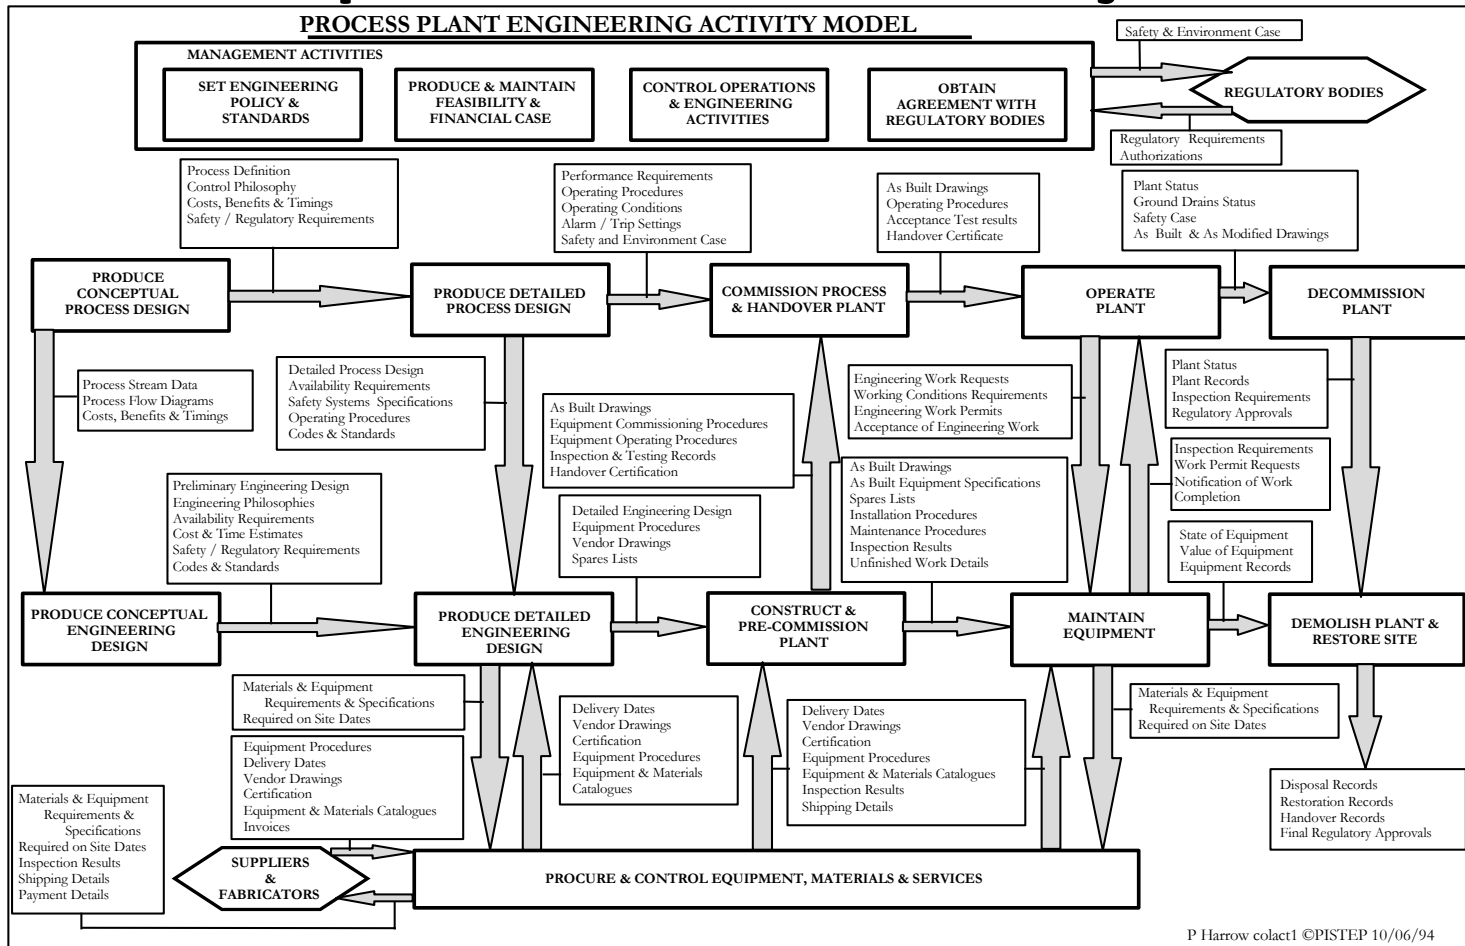 PROCESS PLANT ENGINEERING ACTIVITY MODEL
MANAGEMENT ACTIVITIES
SET ENGINEERING
POLICY &
STANDARDS
PRODUCE & MAINTAIN
FEASIBILITY &
FINANCIAL CASE
CONTROL OPERATIONS
& ENGINEERING
ACTIVITIES
OBTAIN
AGREEMENT WITH
REGULATORY BODIES
Safety & Environment Case
REGULATORY BODIES
Regulatory Requirements
Authorizations
Process Definition
Control Philosophy
Costs, Benefits & Timings
Safety / Regulatory Requirements
Performance Requirements
Operating Procedures
Operating Conditions
Alarm / Trip Settings
Safety and Environment Case
As Built Drawings
Operating Procedures
Acceptance Test results
Handover Certificate
Plant Status
Ground Drains Status
Safety Case
As Built & As Modified Drawings
PRODUCE
CONCEPTUAL
PROCESS DESIGN
PRODUCE DETAILED
PROCESS DESIGN
COMMISSION PROCESS
& HANDOVER PLANT
OPERATE
PLANT
DECOMMISSION
PLANT
Process Stream Data
Process Flow Diagrams
Costs, Benefits & Timings
Detailed Process Design
Availability Requirements
Safety Systems Specifications
Operating Procedures
Codes & Standards
As Built Drawings
Equipment Commissioning Procedures
Equipment Operating Procedures
Inspection & Testing Records
Handover Certification
Engineering Work Requests
Working Conditions Requirements
Engineering Work Permits
Acceptance of Engineering Work
Plant Status
Plant Records
Inspection Requirements
Regulatory Approvals
Inspection Requirements
Work Permit Requests
Notification of Work
Completion
Preliminary Engineering Design
Engineering Philosophies
Availability Requirements
Cost & Time Estimates
Safety / Regulatory Requirements
Codes & Standards
Detailed Engineering Design
Equipment Procedures
Vendor Drawings
Spares Lists
As Built Drawings
As Built Equipment Specifications
Spares Lists
Installation Procedures
Maintenance Procedures
Inspection Results
Unfinished Work Details
State of Equipment
Value of Equipment
Equipment Records
PRODUCE CONCEPTUAL
ENGINEERING
DESIGN
PRODUCE DETAILED
ENGINEERING
DESIGN
CONSTRUCT &
PRE-COMMISSION
PLANT
MAINTAIN
EQUIPMENT
DEMOLISH PLANT &
RESTORE SITE
Materials & Equipment
Requirements & Specifications
Required on Site Dates
Equipment Procedures
Delivery Dates
Vendor Drawings
Certification
Equipment & Materials Catalogues
Invoices
Delivery Dates
Vendor Drawings
Certification
Equipment Procedures
Equipment & Materials
Catalogues
Delivery Dates
Vendor Drawings
Certification
Equipment Procedures
Equipment & Materials Catalogues
Inspection Results
Shipping Details
Materials & Equipment
Requirements & Specifications
Required on Site Dates
Disposal Records
Restoration Records
Handover Records
Final Regulatory Approvals
Materials & Equipment
Requirements &
Specifications
Required on Site Dates
Inspection Results
Shipping Details
Payment Details
SUPPLIERS
&
FABRICATORS
PROCURE & CONTROL EQUIPMENT, MATERIALS & SERVICES
P Harrow colact1 ©PISTEP 10/06/94